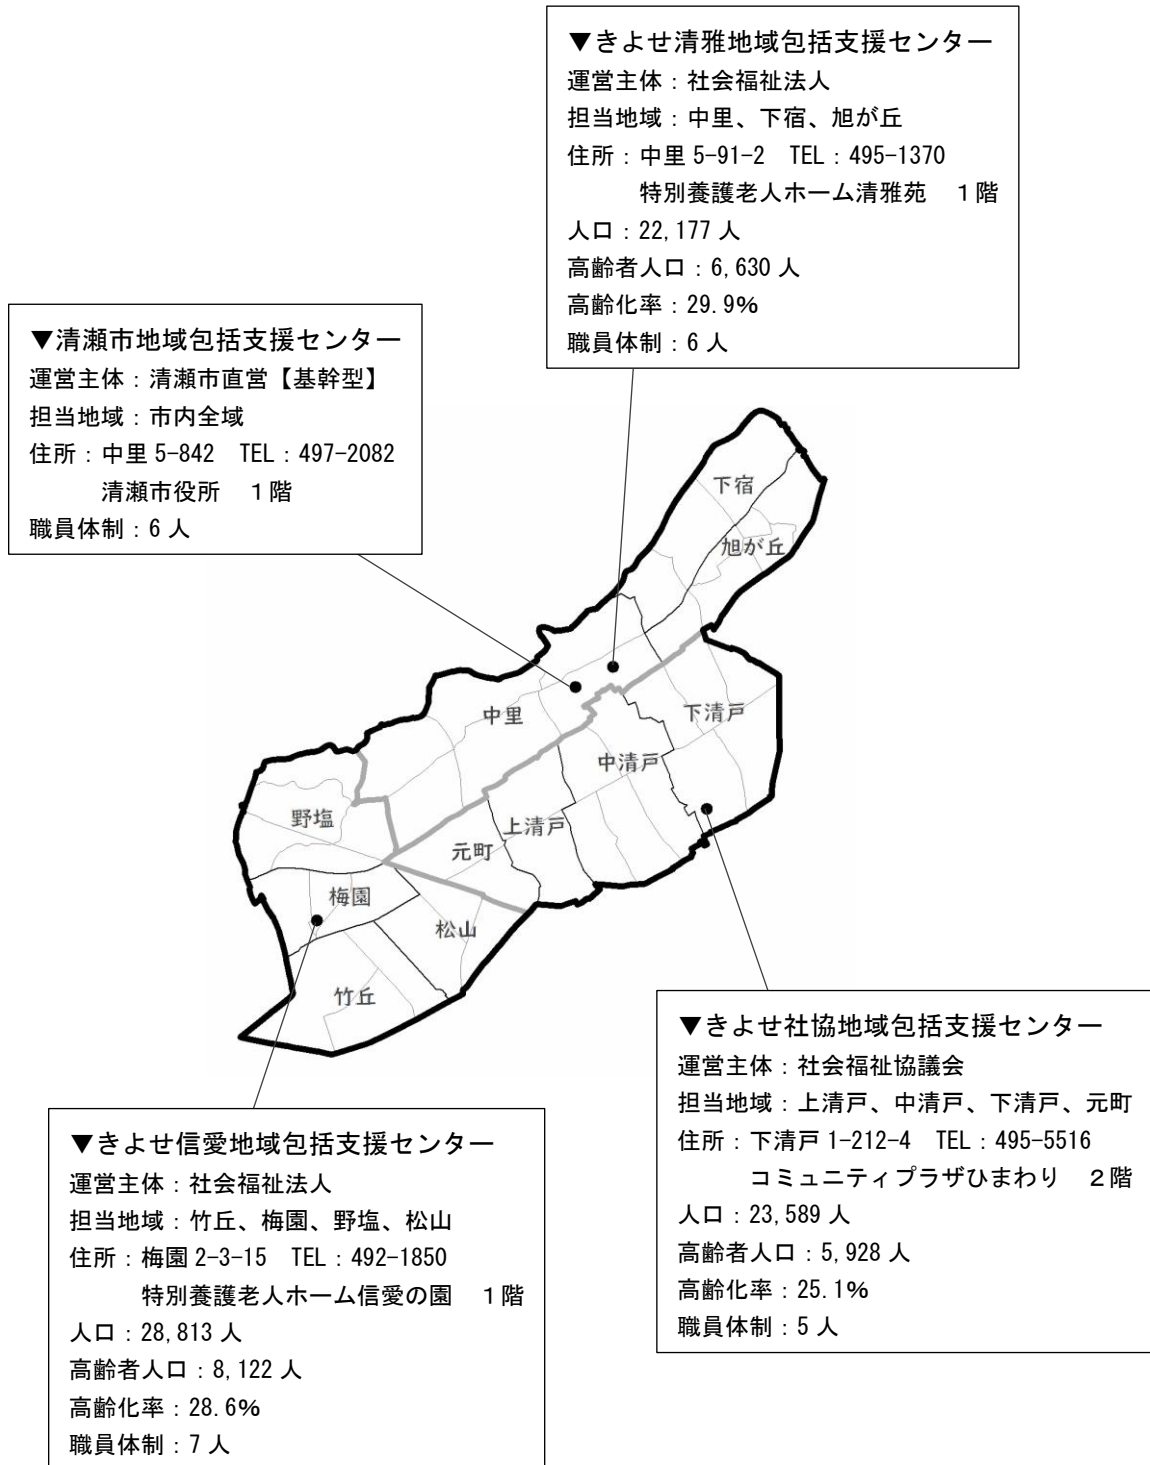 ▼きよせ清雅地域包括支援センター
運営主体：社会福祉法人
担当地域：中里、下宿、旭が丘
住所：中里 5-91-2　TEL：495-1370
特別養護老人ホーム清雅苑　１階
人口：22,177 人
高齢者人口：6,630 人
高齢化率：29.9%
職員体制：6 人
▼清瀬市地域包括支援センター
運営主体：清瀬市直営【基幹型】
担当地域：市内全域
住所：中里 5-842　TEL：497-2082
清瀬市役所　１階
職員体制：6 人
下宿
旭が丘
中里
下清戸
中清戸
上清戸
元町
野塩
梅園
松山
竹丘
▼きよせ社協地域包括支援センター
運営主体：社会福祉協議会
担当地域：上清戸、中清戸、下清戸、元町
住所：下清戸 1-212-4　TEL：495-5516
コミュニティプラザひまわり　２階
人口：23,589 人
高齢者人口：5,928 人
高齢化率：25.1%
職員体制：5 人
▼きよせ信愛地域包括支援センター
運営主体：社会福祉法人
担当地域：竹丘、梅園、野塩、松山
住所：梅園 2-3-15　TEL：492-1850
特別養護老人ホーム信愛の園　１階
人口：28,813 人
高齢者人口：8,122 人
高齢化率：28.6%
職員体制：7 人